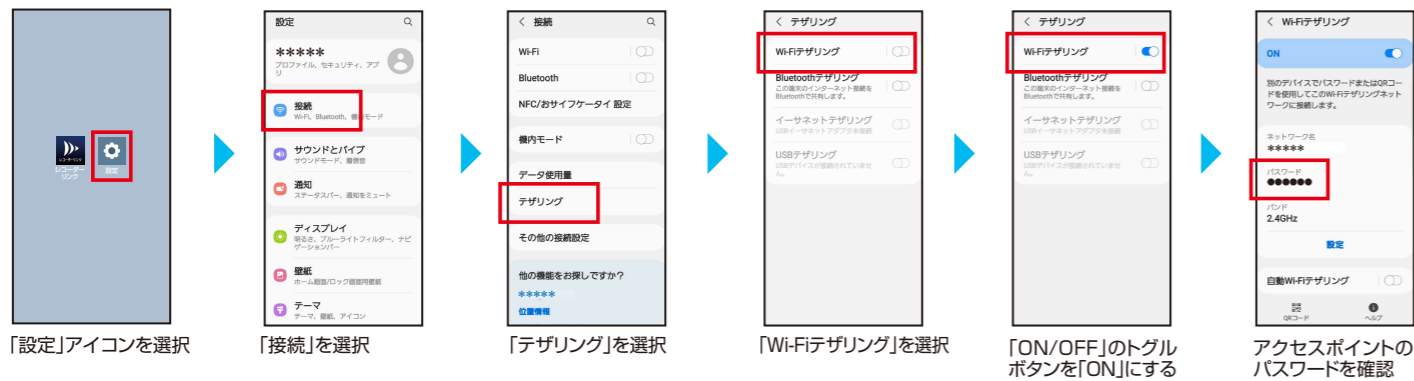 レコーダー
リンク
設定
設定
*****
プロファイル、セキュリティ、アプ
リ
接続
Wi-Fi、Bluetooth、機内モード
サウンドとバイブ
サウンドモード、着信音
通知
ステータスバー、通知をミュート
ディスプレイ
明るさ、ブルーライトフィルター、ナビ
ゲーションバー
壁紙
ホーム画面/ロック画面用壁紙
テーマ
テーマ、壁紙、アイコン
接続
Wi-Fi
Bluetooth
NFC/おサイフケータイ 設定
機内モード
データ使用量
テザリング
その他の接続設定
他の機能をお探しですか？
*****
位置情報
テザリング
Wi-Fiテザリング
Bluetoothテザリング
この端末のインターネット接続を
Bluetoothで共有します。
イーサネットテザリング
USBイーサネットアダプタを接続
USBテザリング
USBデバイスが接続されていませ
ん。
テザリング
Wi-Fiテザリング
Bluetoothテザリング
この端末のインターネット接続を
Bluetoothで共有します。
イーサネットテザリング
USBイーサネットアダプタを接続
USBテザリング
USBデバイスが接続されていませ
ん。
Wi-Fiテザリング
ON
別のデバイスでパスワードまたはQRコー
ドを使用してこのWi-Fiテザリングネット
ワークに接続します。
ネットワーク名
*****
パスワード
●●●●●●
バンド
2.4GHz
設定
自動Wi-Fiテザリング
QRコード
ヘルプ
「設定」アイコンを選択
「接続」を選択
「テザリング」を選択
「Wi-Fiテザリング」を選択
「ON/OFF」のトグル
ボタンを「ON」にする
アクセスポイントの
パスワードを確認